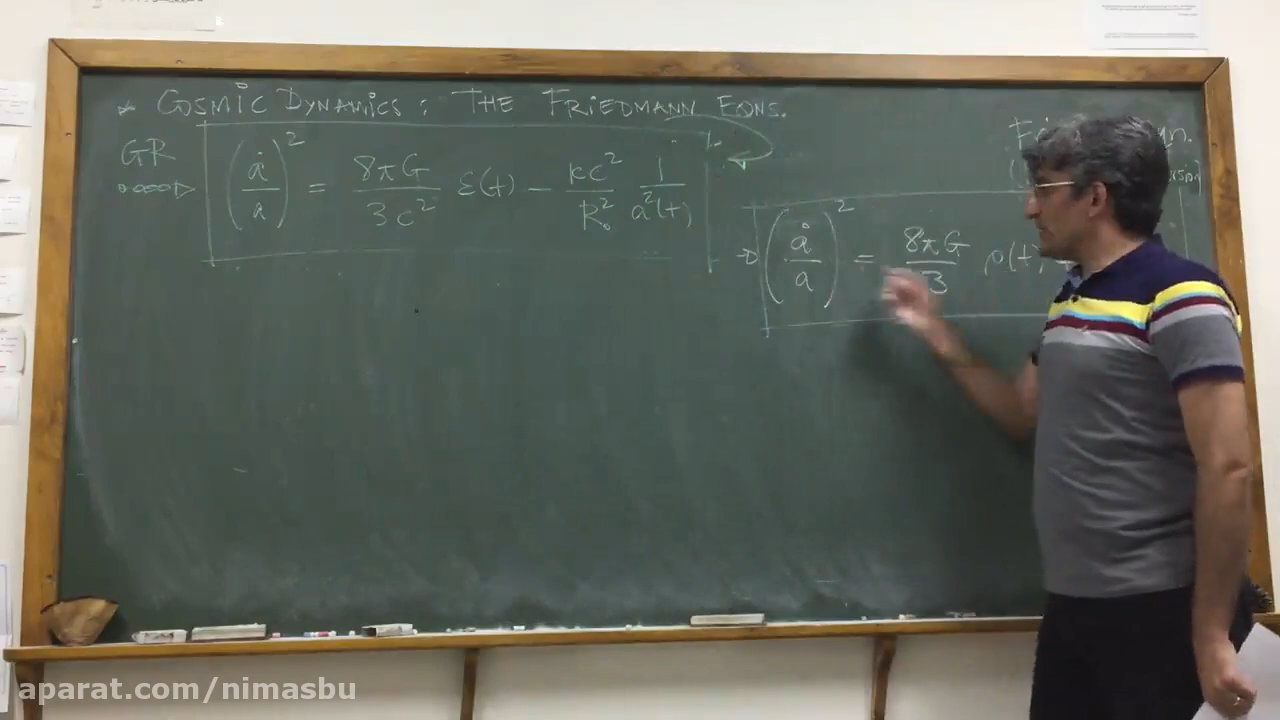 * COSMIC DYNAMICS: THE FRIEDMANN EQNS.
GR
(ȧ/a)² = 8πG/3c² ε(t) − kc²/R₀² 1/a²(t)
(ȧ/a)² = 8πG/3 ρ(t)
aparat.com/nimasbu